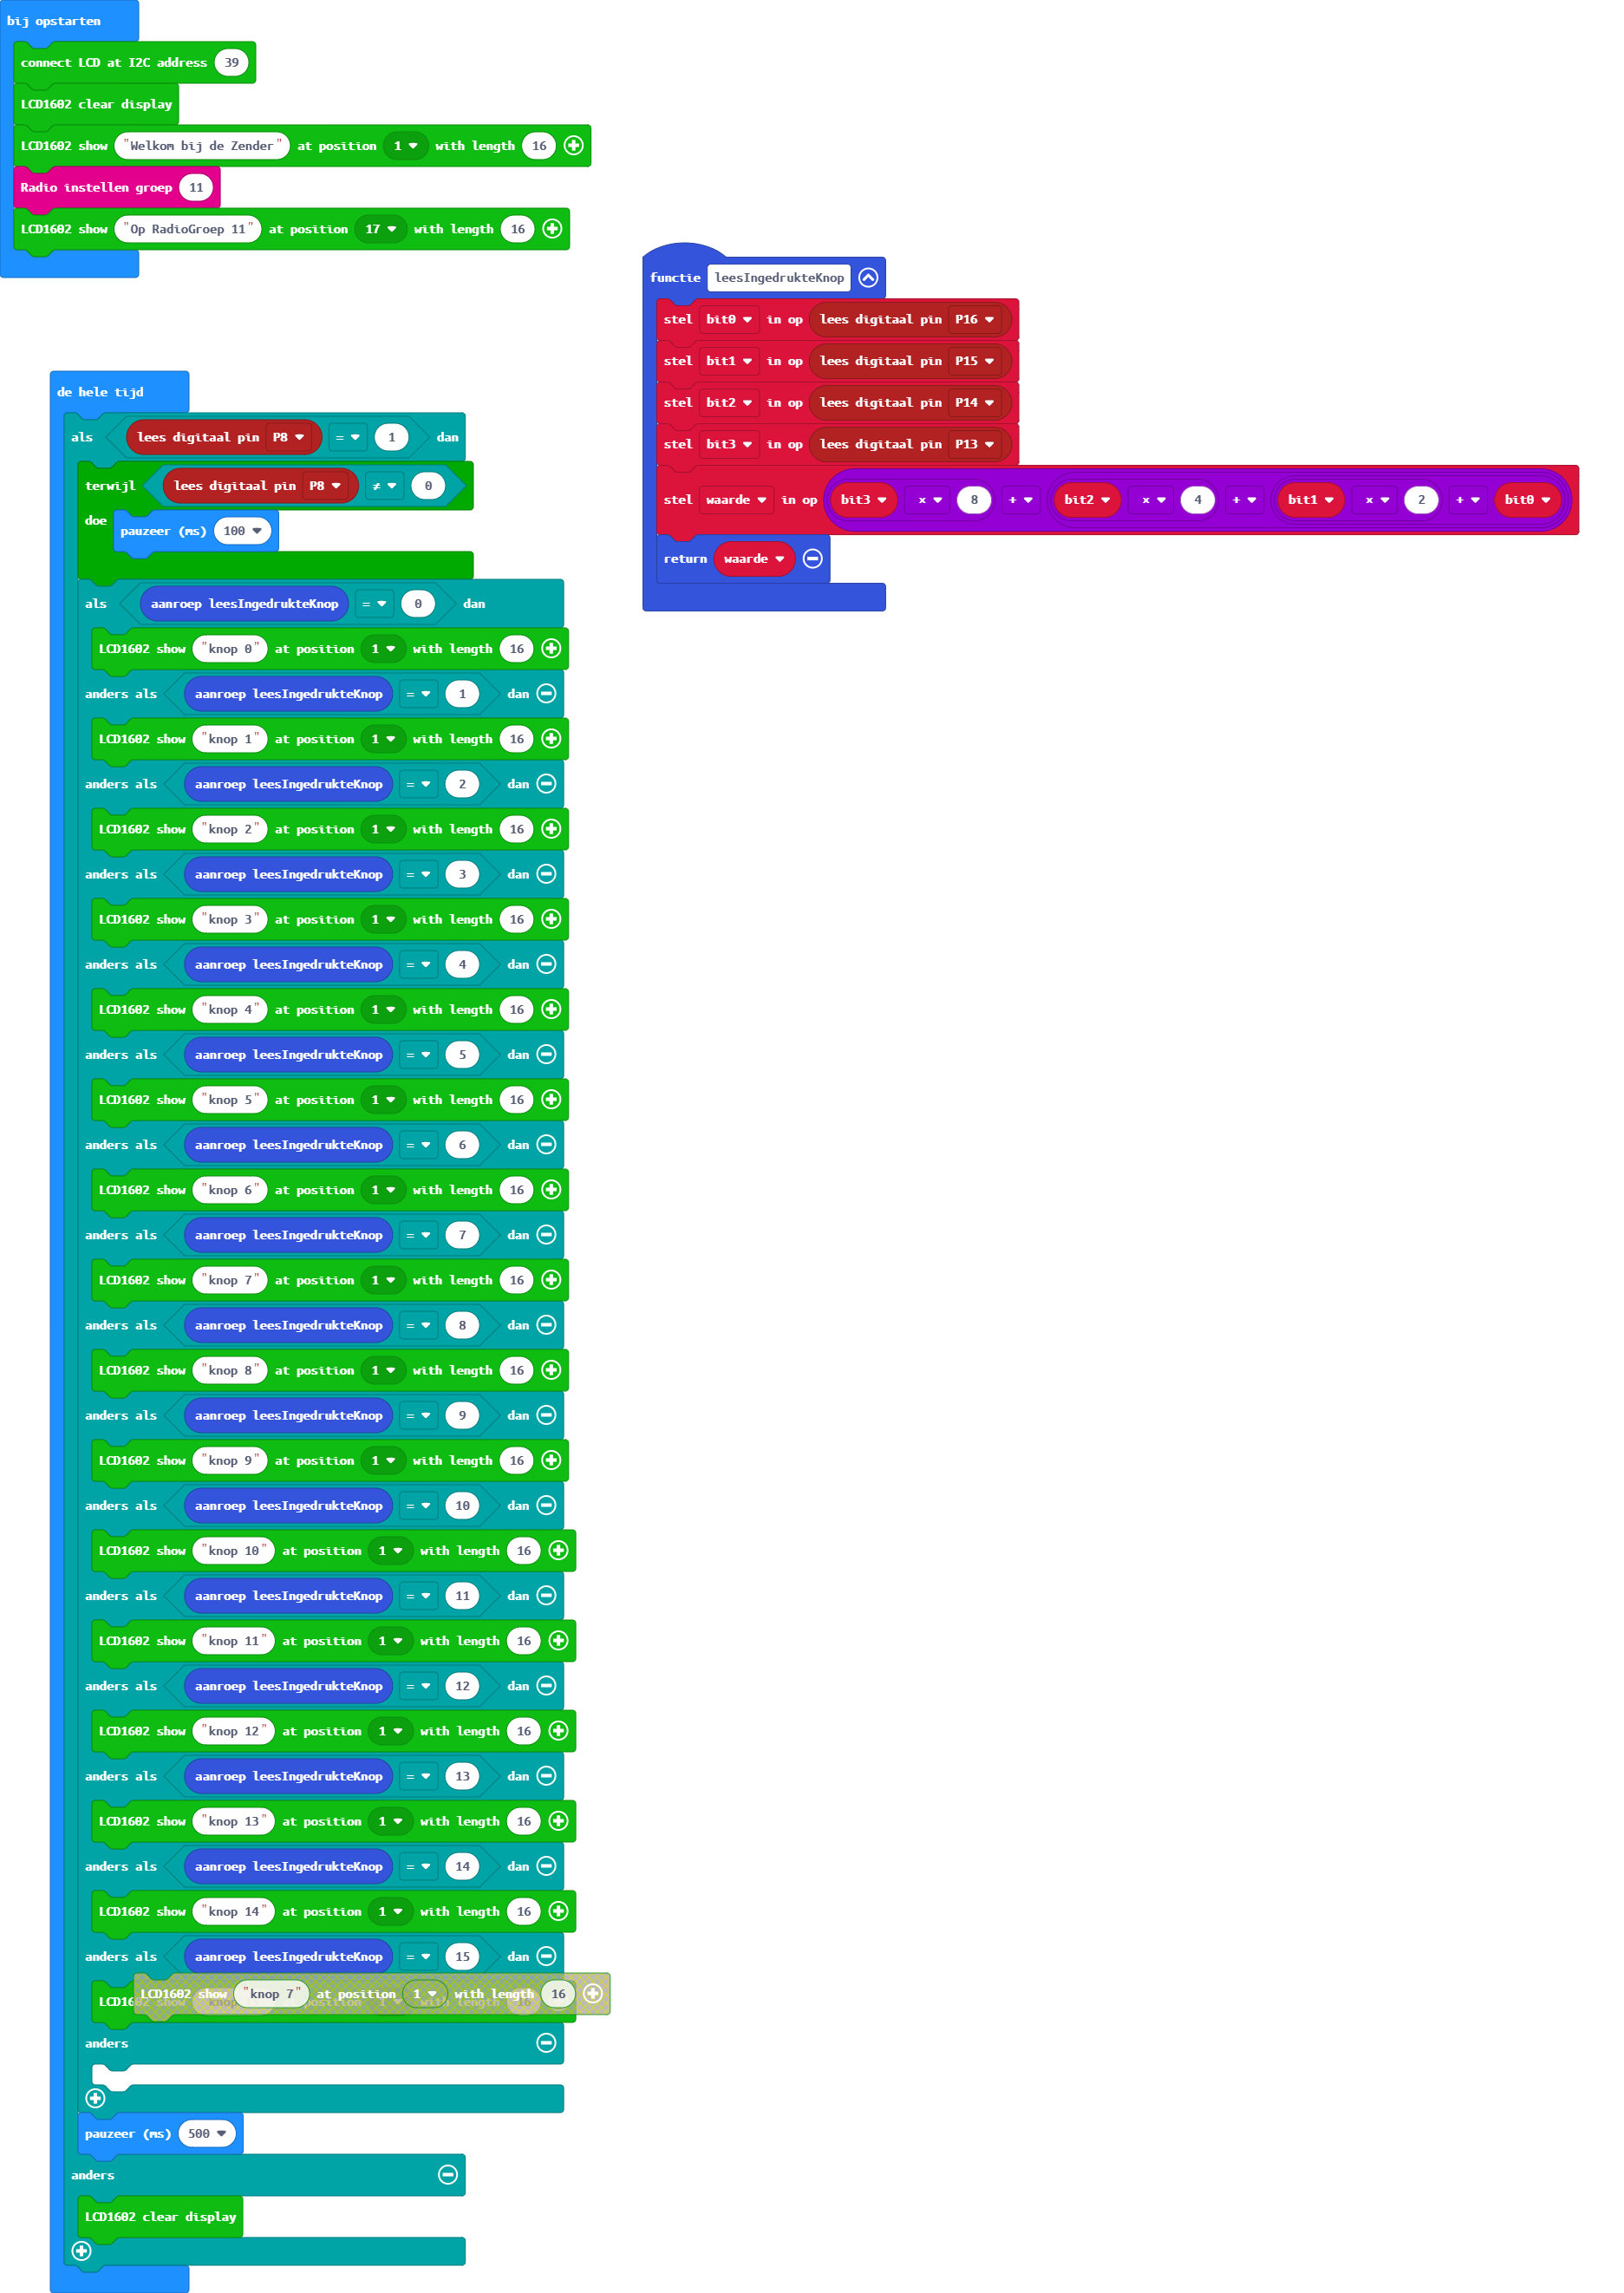 bij opstarten
connect LCD at I2C address 39
LCD1602 clear display
LCD1602 show "Welkom bij de Zender" at position 1 with length 16
Radio instellen groep 11
LCD1602 show "Op RadioGroep 11" at position 17 with length 16
functie leesIngedrukteKnop
stel bit0 in op lees digitaal pin P16
stel bit1 in op lees digitaal pin P15
stel bit2 in op lees digitaal pin P14
stel bit3 in op lees digitaal pin P13
stel waarde in op bit3 × 8 + bit2 × 4 + bit1 × 2 + bit0
return waarde
de hele tijd
als lees digitaal pin P8 = 1 dan
terwijl lees digitaal pin P8 ≠ 0
doe pauzeer (ms) 100
als aanroep leesIngedrukteKnop = 0 dan
LCD1602 show "knop 0" at position 1 with length 16
anders als aanroep leesIngedrukteKnop = 1 dan
LCD1602 show "knop 1" at position 1 with length 16
anders als aanroep leesIngedrukteKnop = 2 dan
LCD1602 show "knop 2" at position 1 with length 16
anders als aanroep leesIngedrukteKnop = 3 dan
LCD1602 show "knop 3" at position 1 with length 16
anders als aanroep leesIngedrukteKnop = 4 dan
LCD1602 show "knop 4" at position 1 with length 16
anders als aanroep leesIngedrukteKnop = 5 dan
LCD1602 show "knop 5" at position 1 with length 16
anders als aanroep leesIngedrukteKnop = 6 dan
LCD1602 show "knop 6" at position 1 with length 16
anders als aanroep leesIngedrukteKnop = 7 dan
LCD1602 show "knop 7" at position 1 with length 16
anders als aanroep leesIngedrukteKnop = 8 dan
LCD1602 show "knop 8" at position 1 with length 16
anders als aanroep leesIngedrukteKnop = 9 dan
LCD1602 show "knop 9" at position 1 with length 16
anders als aanroep leesIngedrukteKnop = 10 dan
LCD1602 show "knop 10" at position 1 with length 16
anders als aanroep leesIngedrukteKnop = 11 dan
LCD1602 show "knop 11" at position 1 with length 16
anders als aanroep leesIngedrukteKnop = 12 dan
LCD1602 show "knop 12" at position 1 with length 16
anders als aanroep leesIngedrukteKnop = 13 dan
LCD1602 show "knop 13" at position 1 with length 16
anders als aanroep leesIngedrukteKnop = 14 dan
LCD1602 show "knop 14" at position 1 with length 16
anders als aanroep leesIngedrukteKnop = 15 dan
LCD1602 show "knop 7" at position 1 with length 16
anders
pauzeer (ms) 500
anders
LCD1602 clear display